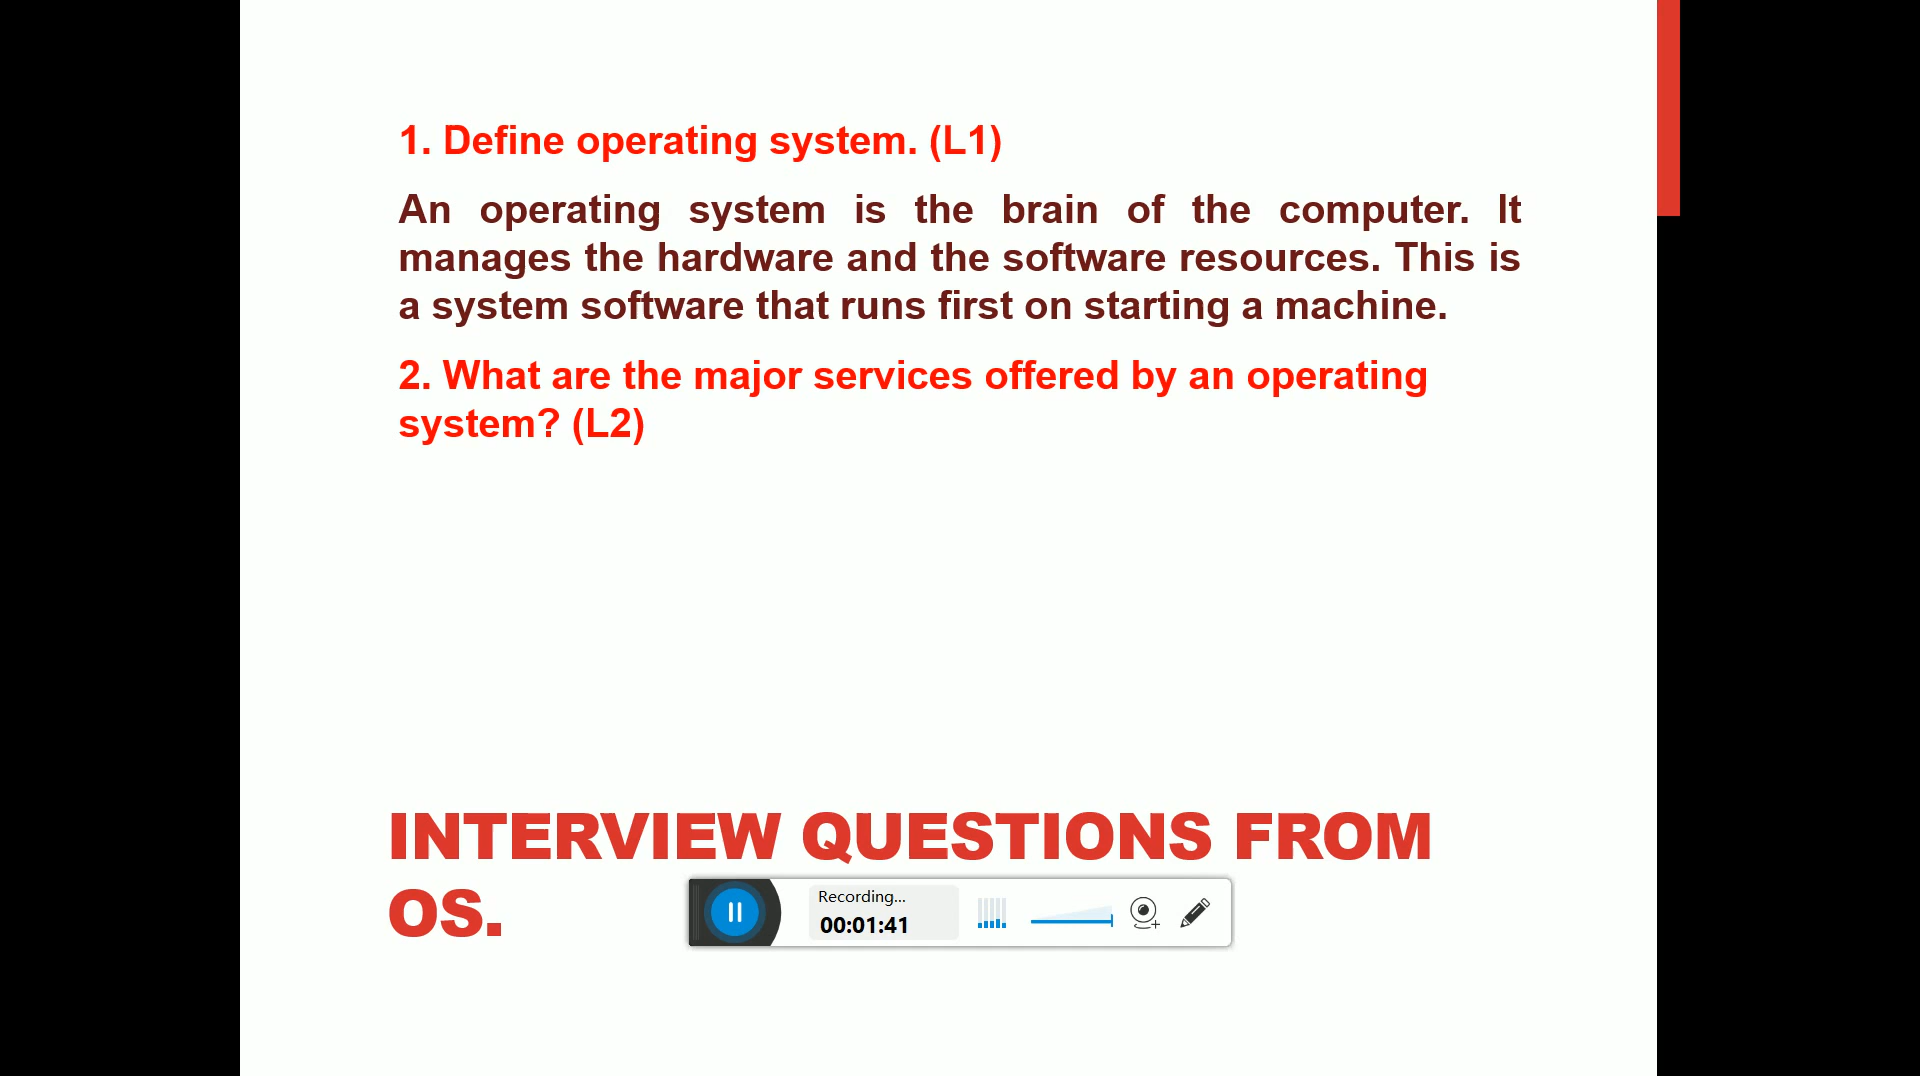 1. Define operating system. (L1)
An operating system is the brain of the computer. It
manages the hardware and the software resources. This is
a system software that runs first on starting a machine.
2. What are the major services offered by an operating
system? (L2)
INTERVIEW QUESTIONS FROM
OS.
Recording...
00:01:41